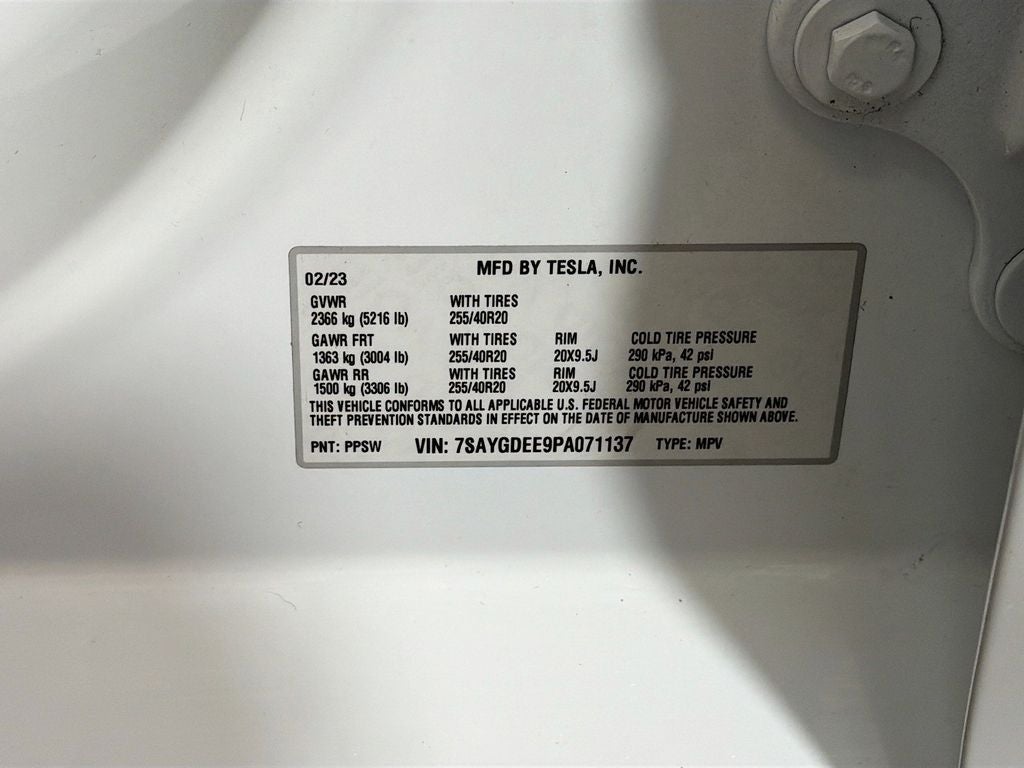 MFD BY TESLA, INC.
02/23
GVWR WITH TIRES
2366 kg (5216 lb) 255/40R20
GAWR FRT WITH TIRES RIM COLD TIRE PRESSURE
1363 kg (3004 lb) 255/40R20 20X9.5J 290 kPa, 42 psi
GAWR RR WITH TIRES RIM COLD TIRE PRESSURE
1500 kg (3306 lb) 255/40R20 20X9.5J 290 kPa, 42 psi
THIS VEHICLE CONFORMS TO ALL APPLICABLE U.S. FEDERAL MOTOR VEHICLE SAFETY AND
THEFT PREVENTION STANDARDS IN EFFECT ON THE DATE OF MANUFACTURE SHOWN ABOVE.
PNT: PPSW VIN: 7SAYGDEE9PA071137 TYPE: MPV